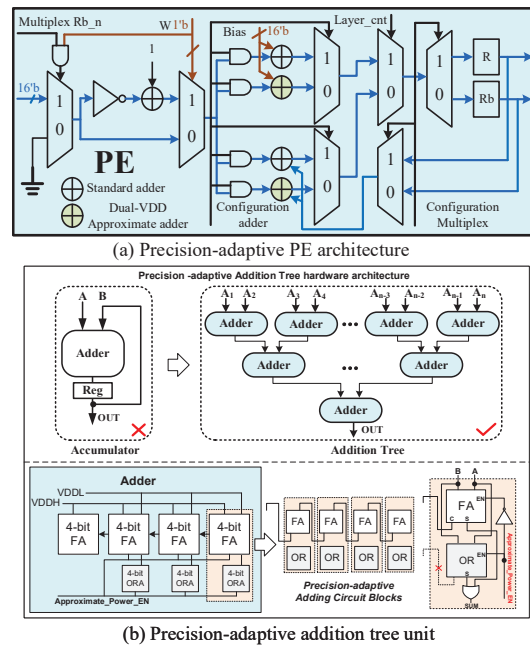 Multiplex Rb_n
W 1'b
Bias
16'b
Layer_cnt
16'b
1
1
0
1
0
1
0
1
0
1
0
1
0
1
0
R
Rb
PE
Standard adder
Dual-VDD
Approximate adder
Configuration
adder
Configuration
Multiplex
(a) Precision-adaptive PE architecture
Precision -adaptive Addition Tree hardware architecture
A B
Adder
Reg
OUT
Accumulator
A1 A2 A3 A4 An-3 An-2 An-1 An
Adder Adder ••• Adder Adder
Adder ••• Adder
Adder
OUT
Addition Tree
Adder
VDDL
VDDH
4-bit FA 4-bit FA 4-bit FA 4-bit FA
4-bit ORA 4-bit ORA 4-bit ORA
Approximate_Power_EN
FA FA FA FA
OR OR OR OR
Precision-adaptive
Adding Circuit Blocks
B A
EN
FA
C S
OR
EN
S
SUM
Approximate_Power_EN
(b) Precision-adaptive addition tree unit